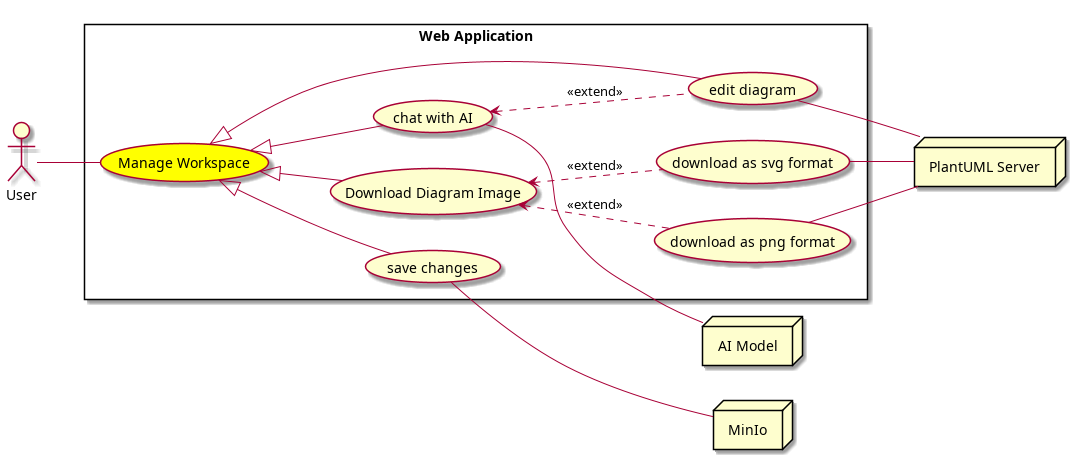 Web Application
edit diagram
«extend»
chat with AI
Manage Workspace
download as svg format
PlantUML Server
«extend»
User
Download Diagram Image
«extend»
download as png format
save changes
AI Model
MinIo